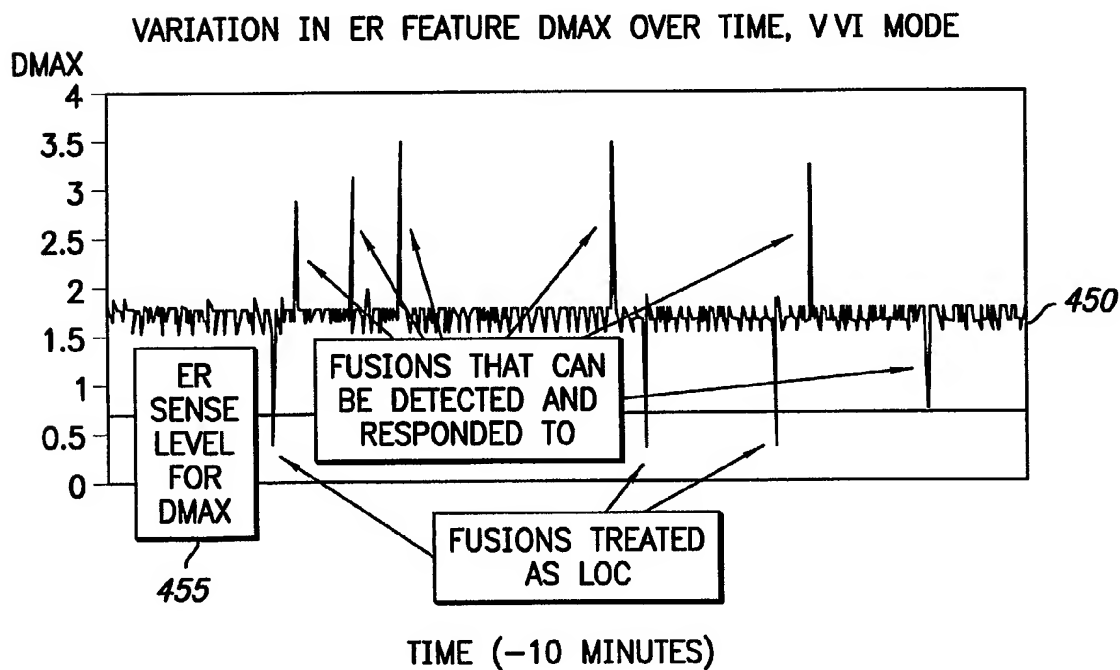 VARIATION IN ER FEATURE DMAX OVER TIME, VVI MODE
DMAX
4
3.5
3
2.5
2
1.5
1
0.5
0
450
ER
SENSE
LEVEL
FOR
DMAX
455
FUSIONS THAT CAN
BE DETECTED AND
RESPONDED TO
FUSIONS TREATED
AS LOC
TIME (-10 MINUTES)